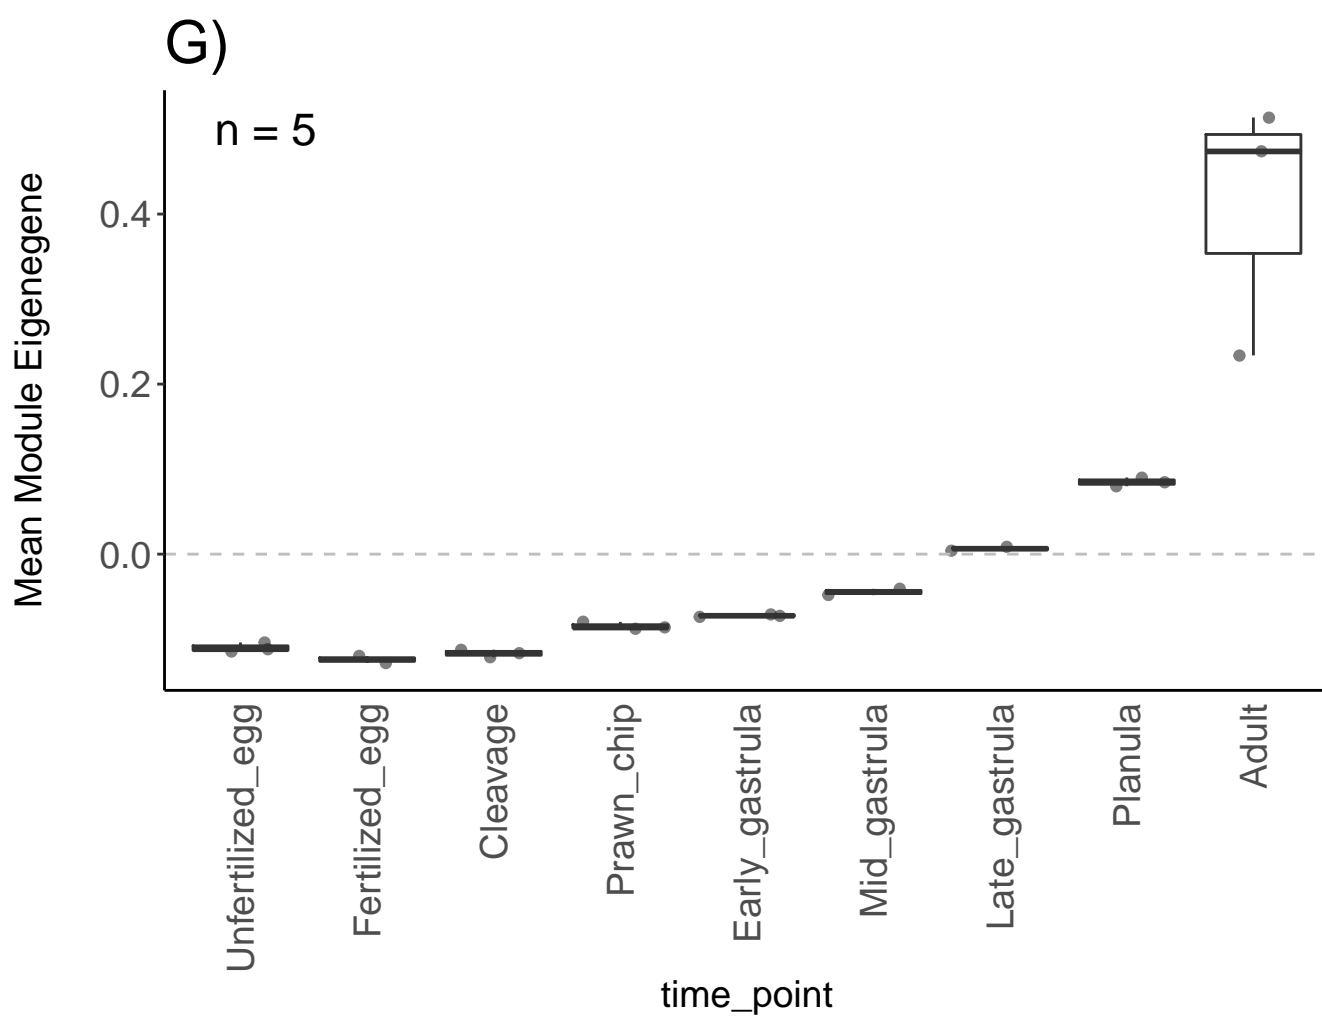 G)
n = 5
Mean Module Eigenegene
0.4
0.2
0.0
Unfertilized_egg
Fertilized_egg
Cleavage
Prawn_chip
Early_gastrula
Mid_gastrula
Late_gastrula
Planula
Adult
time_point